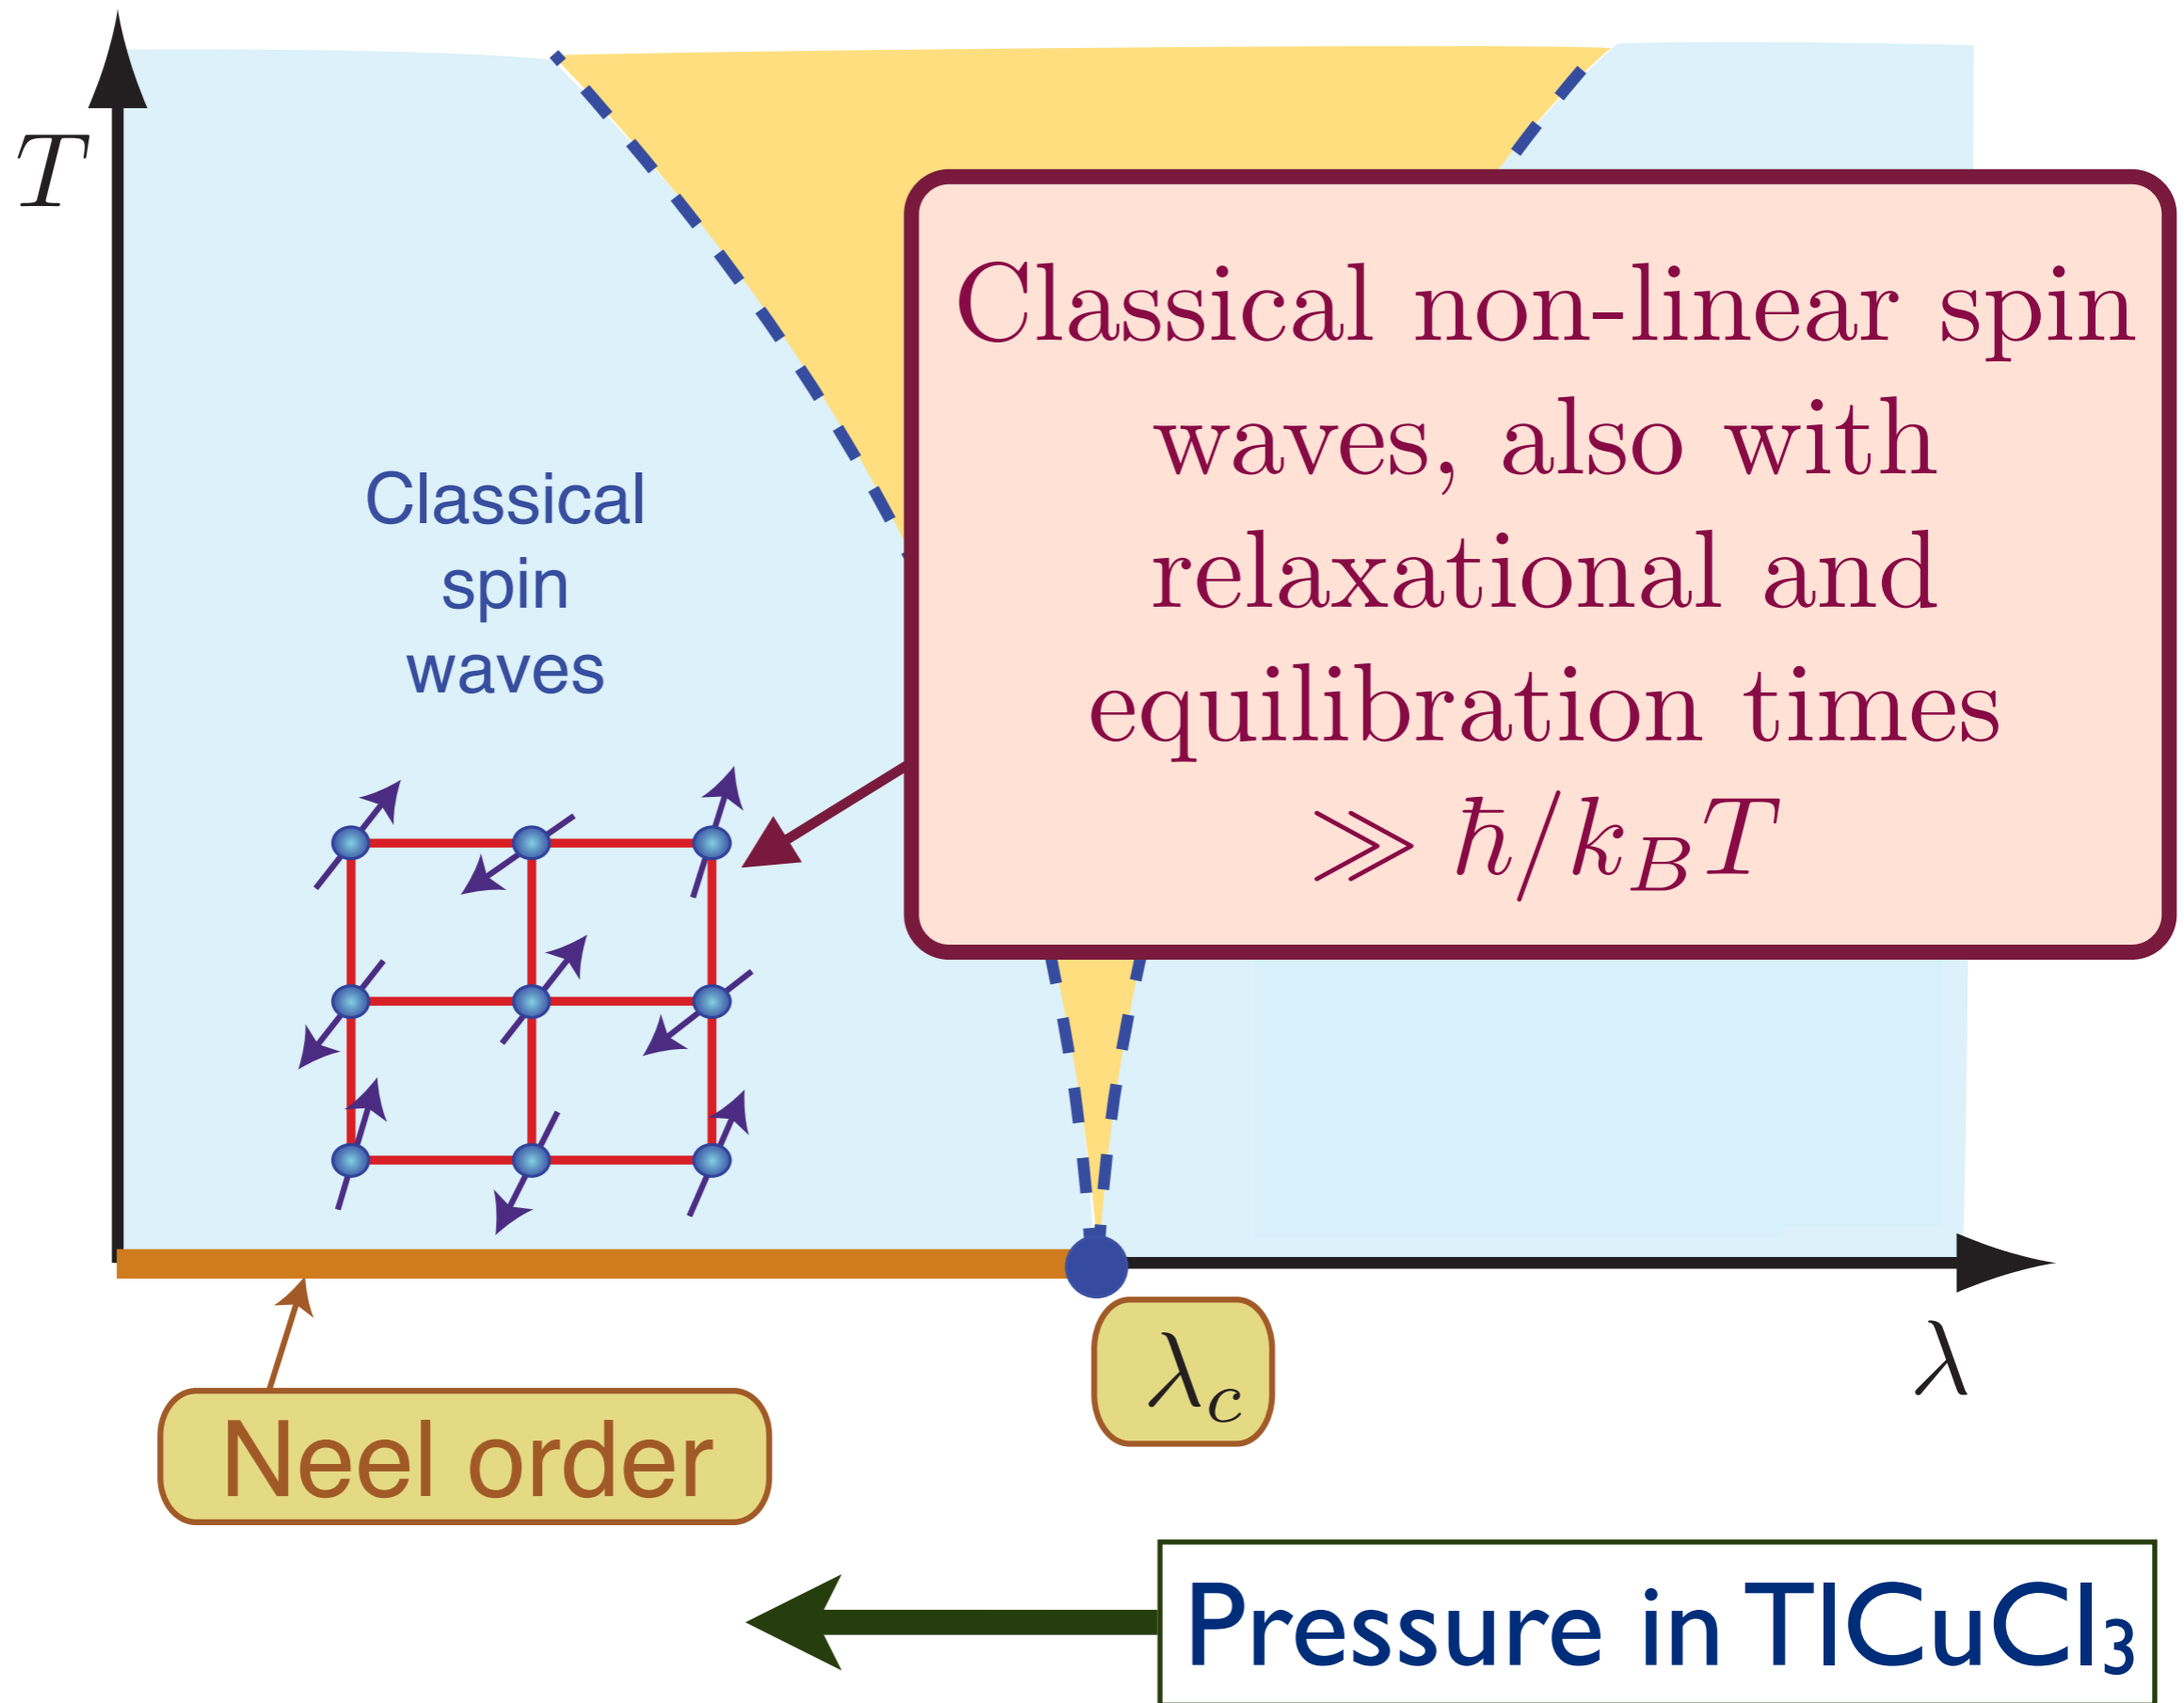 T
Classical non-linear spin
waves, also with
relaxational and
equilibration times
≫ ħ/k_BT
Classical
spin
waves
λ_c
λ
Neel order
Pressure in TlCuCl₃